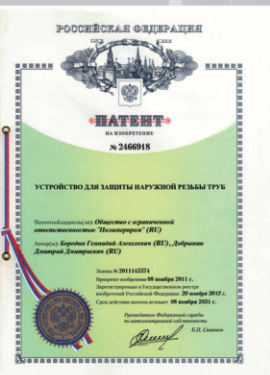 РОССИЙСКАЯ ФЕДЕРАЦИЯ
ПАТЕНТ
НА ИЗОБРЕТЕНИЕ
№ 2466918
УСТРОЙСТВО ДЛЯ ЗАЩИТЫ НАРУЖНОЙ РЕЗЬБЫ ТРУБ
Патентообладатель(ли): Общество с ограниченной
ответственностью "Полимерпром" (RU)
Автор(ы): Бородин Геннадий Алексеевич (RU), Добрынин
Дмитрий Дмитриевич (RU)
Заявка № 2011145374
Приоритет изобретения 08 ноября 2011 г.
Зарегистрировано в Государственном реестре
изобретений Российской Федерации 20 ноября 2012 г.
Срок действия патента истекает 08 ноября 2031 г.
Руководитель Федеральной службы
по интеллектуальной собственности
Б.П. Симонов